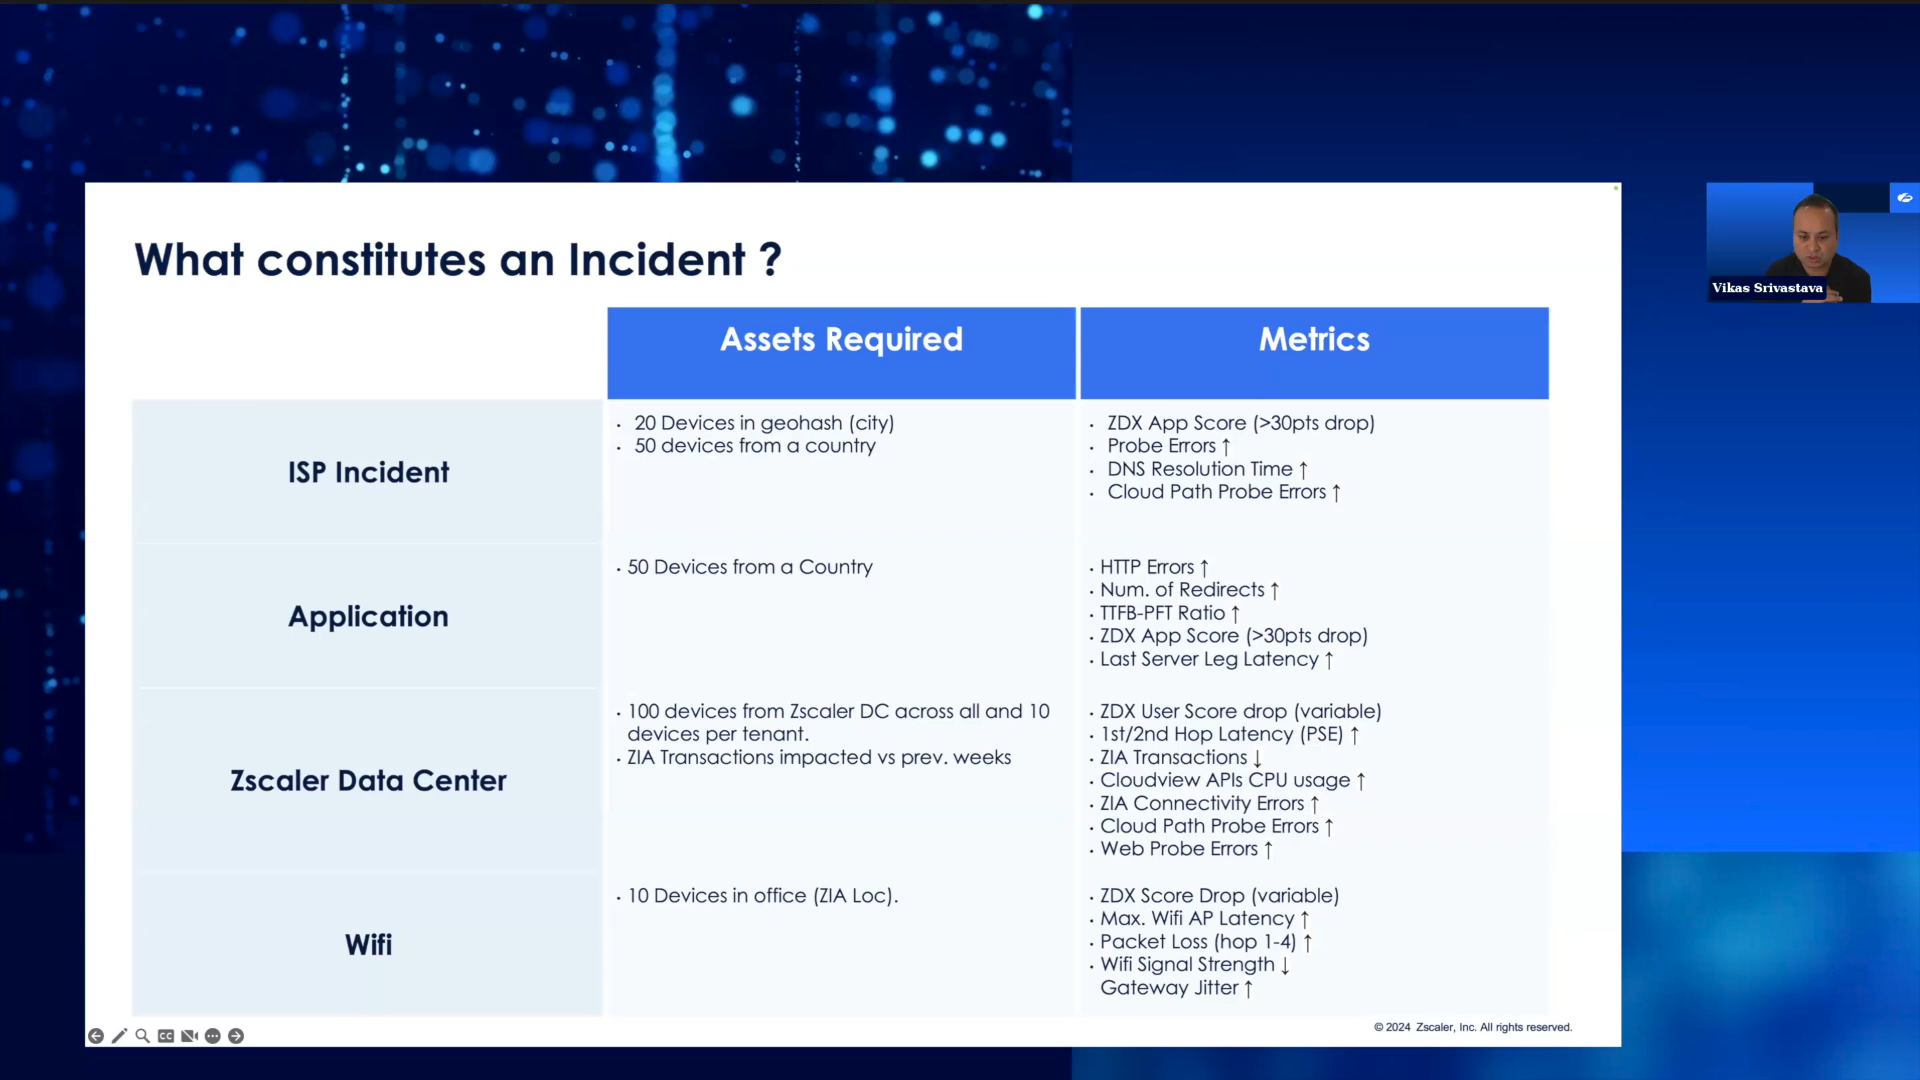 What constitutes an Incident ?
Assets Required
Metrics
ISP Incident
· 20 Devices in geohash (city)
· 50 devices from a country
· ZDX App Score (>30pts drop)
· Probe Errors ↑
· DNS Resolution Time ↑
· Cloud Path Probe Errors ↑
Application
· 50 Devices from a Country
· HTTP Errors ↑
· Num. of Redirects ↑
· TTFB-PFT Ratio ↑
· ZDX App Score (>30pts drop)
· Last Server Leg Latency ↑
Zscaler Data Center
· 100 devices from Zscaler DC across all and 10
devices per tenant.
· ZIA Transactions impacted vs prev. weeks
· ZDX User Score drop (variable)
· 1st/2nd Hop Latency (PSE) ↑
· ZIA Transactions ↓
· Cloudview APIs CPU usage ↑
· ZIA Connectivity Errors ↑
· Cloud Path Probe Errors ↑
· Web Probe Errors ↑
Wifi
· 10 Devices in office (ZIA Loc).
· ZDX Score Drop (variable)
· Max. Wifi AP Latency ↑
· Packet Loss (hop 1-4) ↑
· Wifi Signal Strength ↓
Gateway Jitter ↑
© 2024 Zscaler, Inc. All rights reserved.
CC
Vikas Srivastava